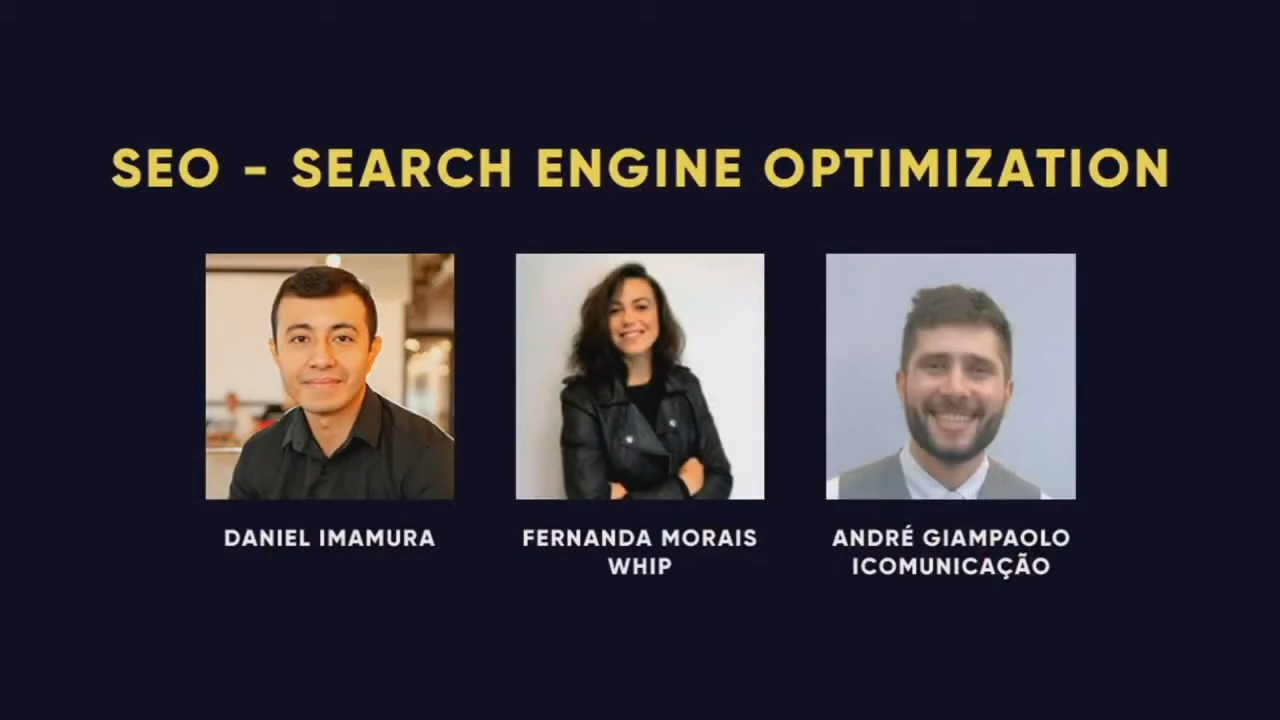 SEO - SEARCH ENGINE OPTIMIZATION
DANIEL IMAMURA
FERNANDA MORAIS
WHIP
ANDRÉ GIAMPAOLO
ICOMUNICAÇÃO